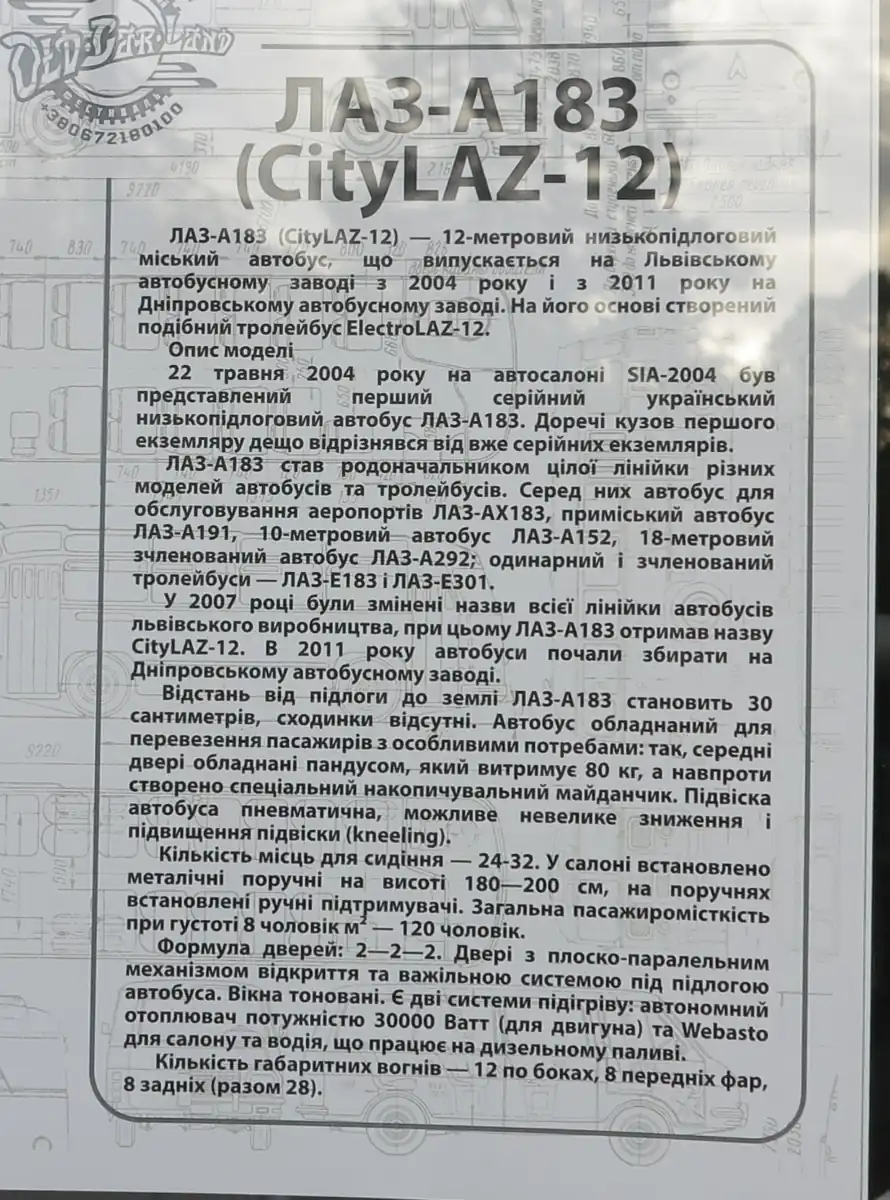 OLD CAR LAND
ФЕСТИВАЛЬ
+380672180100
ЛАЗ-А183
(CityLAZ-12)
ЛАЗ-А183 (CityLAZ-12) — 12-метровий низькопідлоговий
міський автобус, що випускається на Львівському
автобусному заводі з 2004 року і з 2011 року на
Дніпровському автобусному заводі. На його основі створений
подібний тролейбус ElectroLAZ-12.
Опис моделі
22 травня 2004 року на автосалоні SIA-2004 був
представлений перший серійний український
низькопідлоговий автобус ЛАЗ-А183. Доречі кузов першого
екземпляру дещо відрізнявся від вже серійних екземплярів.
ЛАЗ-А183 став родоначальником цілої лінійки різних
моделей автобусів та тролейбусів. Серед них автобус для
обслуговування аеропортів ЛАЗ-АХ183, приміський автобус
ЛАЗ-А191, 10-метровий автобус ЛАЗ-А152, 18-метровий
зчленований автобус ЛАЗ-А292; одинарний і зчленований
тролейбуси — ЛАЗ-Е183 і ЛАЗ-Е301.
У 2007 році були змінені назви всієї лінійки автобусів
львівського виробництва, при цьому ЛАЗ-А183 отримав назву
CityLAZ-12. В 2011 року автобуси почали збирати на
Дніпровському автобусному заводі.
Відстань від підлоги до землі ЛАЗ-А183 становить 30
сантиметрів, сходинки відсутні. Автобус обладнаний для
перевезення пасажирів з особливими потребами: так, середні
двері обладнані пандусом, який витримує 80 кг, а навпроти
створено спеціальний накопичувальний майданчик. Підвіска
автобуса пневматична, можливе невелике зниження і
підвищення підвіски (kneeling).
Кількість місць для сидіння — 24-32. У салоні встановлено
металічні поручні на висоті 180—200 см, на поручнях
встановлені ручні підтримувачі. Загальна пасажиромісткість
при густоті 8 чоловік м² — 120 чоловік.
Формула дверей: 2—2—2. Двері з плоско-паралельним
механізмом відкриття та важільною системою під підлогою
автобуса. Вікна тоновані. Є дві системи підігріву: автономний
отоплювач потужністю 30000 Ватт (для двигуна) та Webasto
для салону та водія, що працює на дизельному паливі.
Кількість габаритних вогнів — 12 по боках, 8 передніх фар,
8 задніх (разом 28).